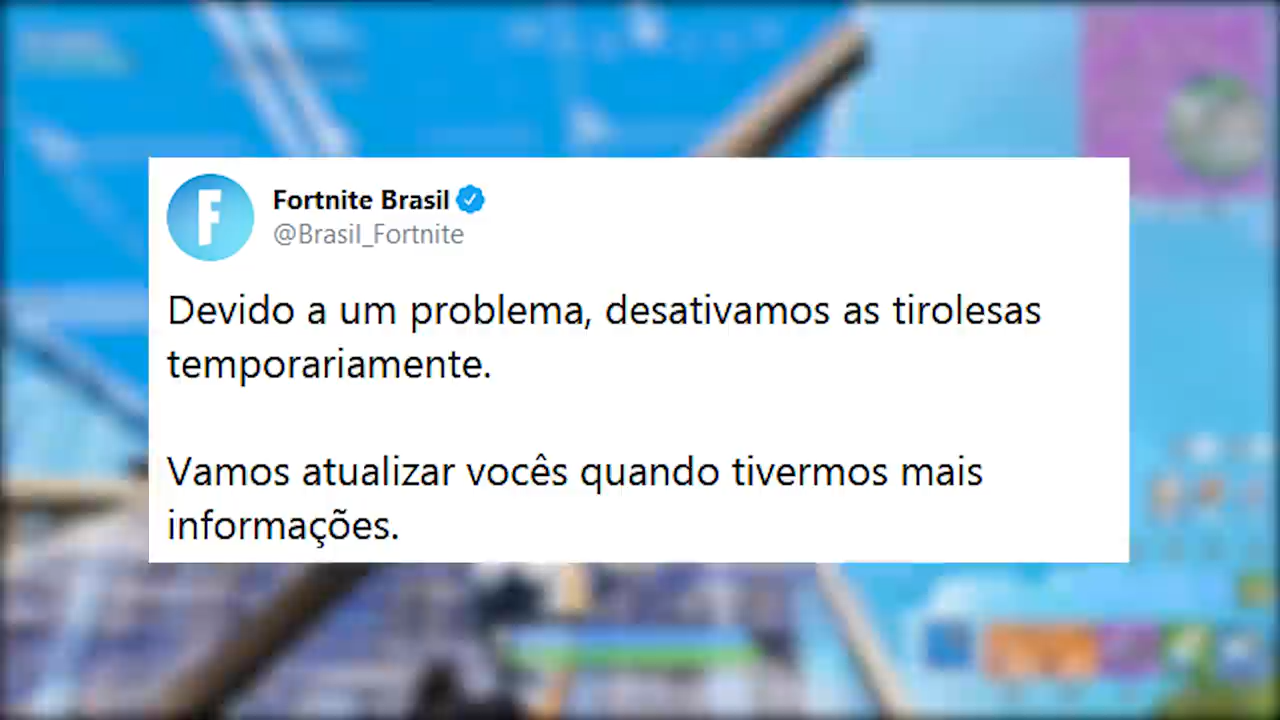 Fortnite Brasil
@Brasil_Fortnite
Devido a um problema, desativamos as tirolesas
temporariamente.
Vamos atualizar vocês quando tivermos mais
informações.